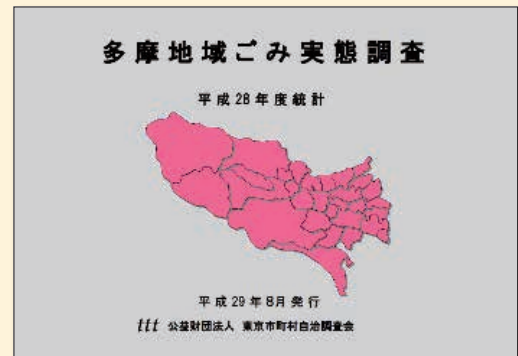 多摩地域ごみ実態調査
平成28年度統計
平成29年8月発行
ttt 公益財団法人 東京市町村自治調査会